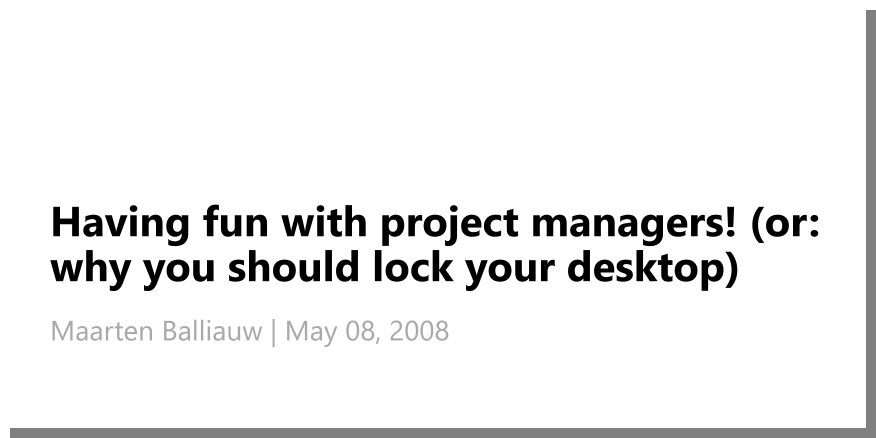 Having fun with project managers! (or:
why you should lock your desktop)
Maarten Balliauw | May 08, 2008